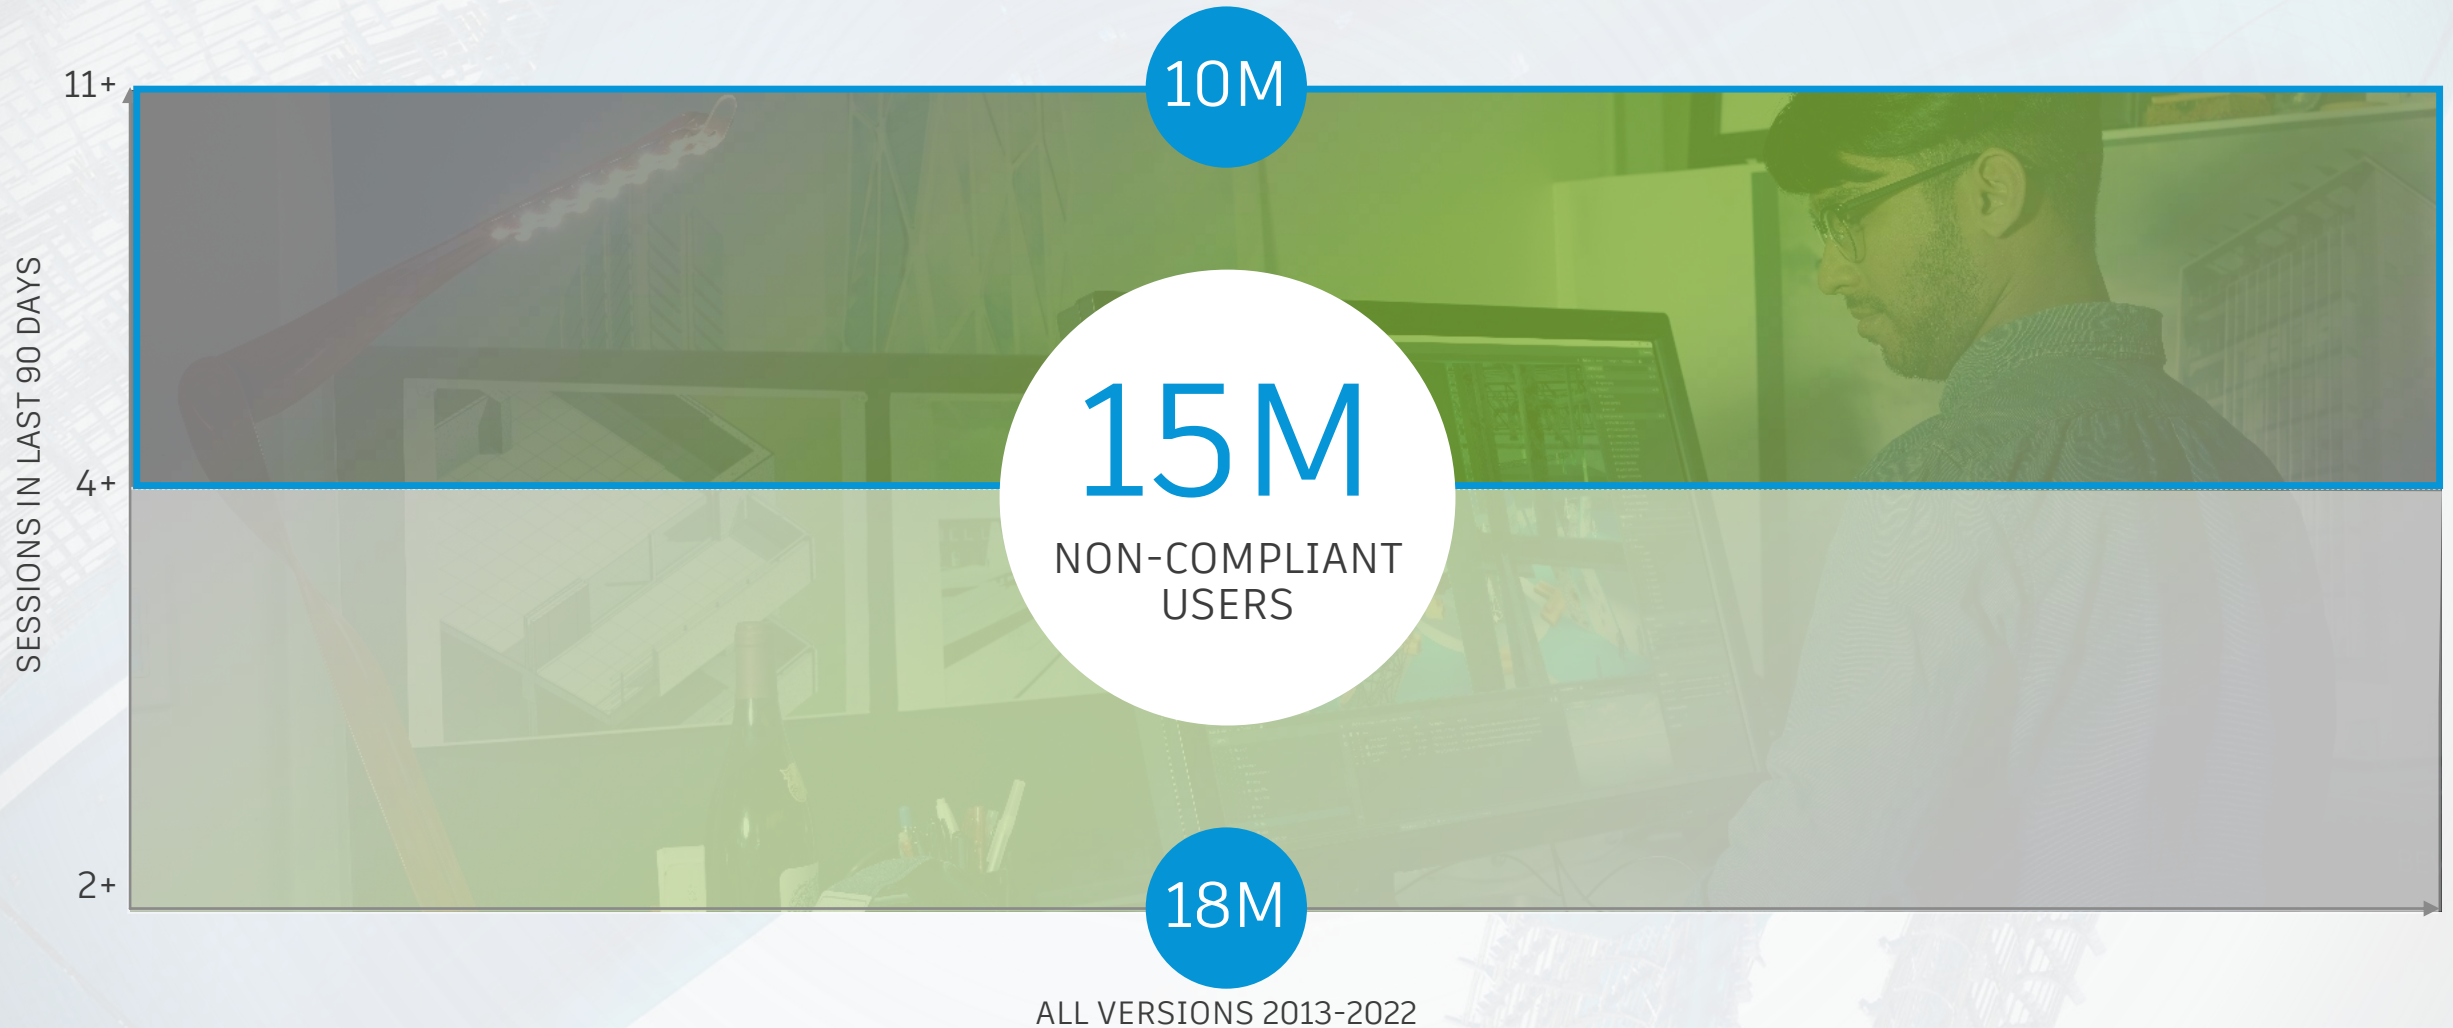 10M
11+
SESSIONS IN LAST 90 DAYS
4+
15M
NON-COMPLIANT
USERS
2+
18M
ALL VERSIONS 2013-2022